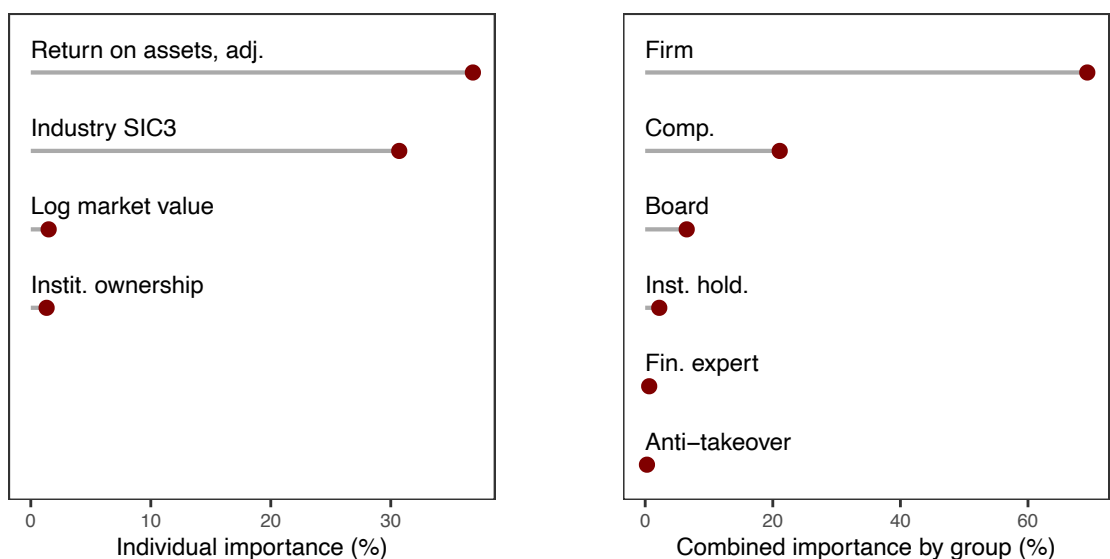 Return on assets, adj.
Industry SIC3
Log market value
Instit. ownership
0 10 20 30
Individual importance (%)
Firm
Comp.
Board
Inst. hold.
Fin. expert
Anti−takeover
0 20 40 60
Combined importance by group (%)